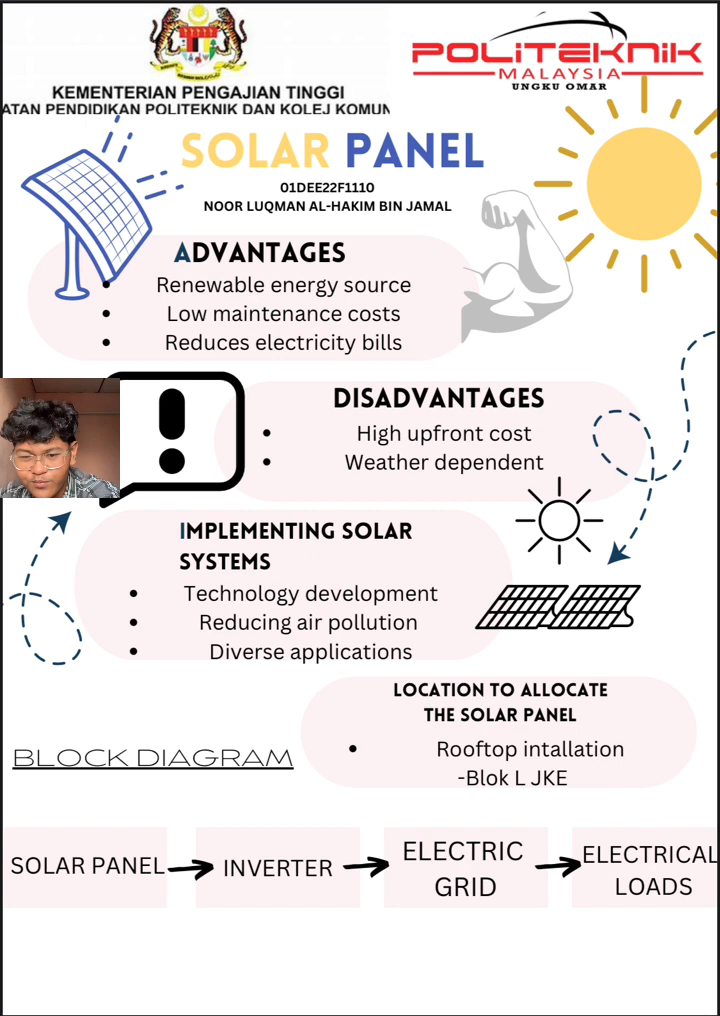 KEMENTERIAN PENGAJIAN TINGGI
ATAN PENDIDIKAN POLITEKNIK DAN KOLEJ KOMUN
POLITEKNIK
MALAYSIA
UNGKU OMAR
SOLAR PANEL
01DEE22F1110
NOOR LUQMAN AL-HAKIM BIN JAMAL
ADVANTAGES
• Renewable energy source
• Low maintenance costs
• Reduces electricity bills
DISADVANTAGES
• High upfront cost
• Weather dependent
IMPLEMENTING SOLAR
SYSTEMS
• Technology development
• Reducing air pollution
• Diverse applications
LOCATION TO ALLOCATE
THE SOLAR PANEL
• Rooftop intallation
-Blok L JKE
BLOCK DIAGRAM
SOLAR PANEL
INVERTER
ELECTRIC
GRID
ELECTRICAL
LOADS